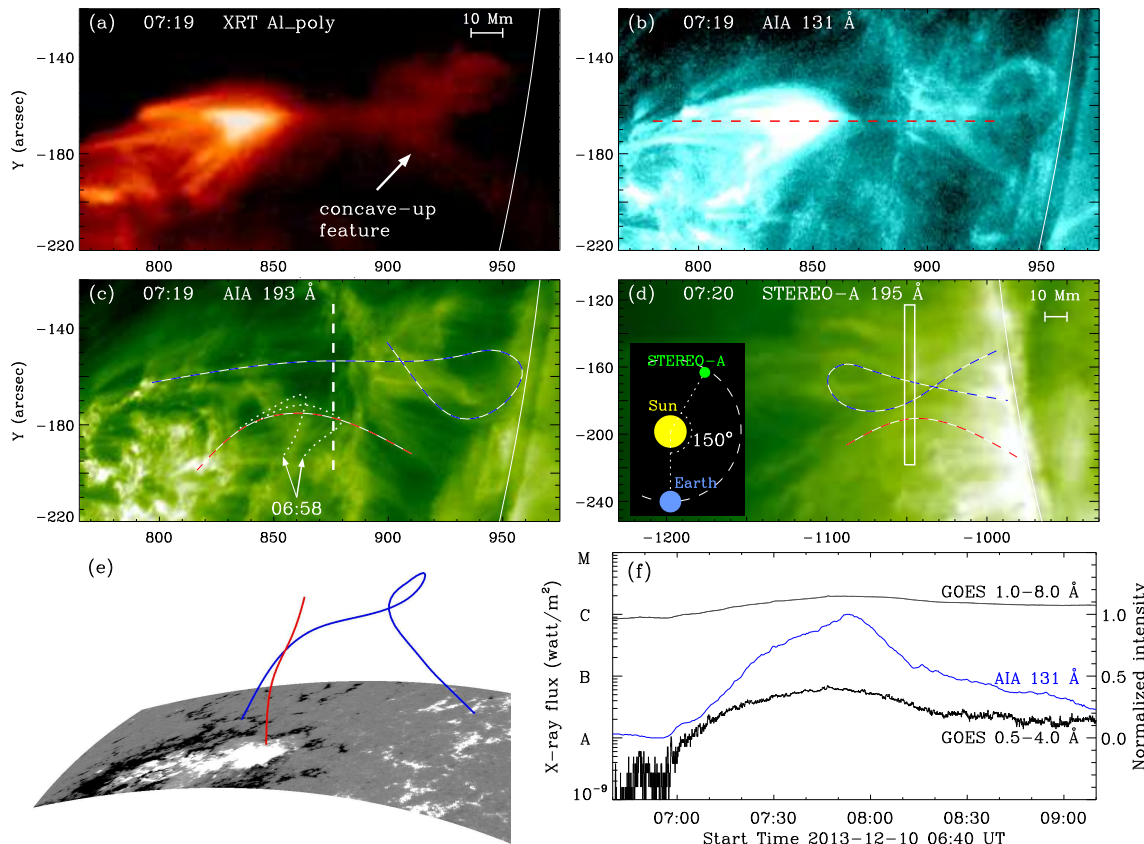 (a) 07:19 XRT Al_poly 10 Mm
(b) 07:19 AIA 131 Å
-140
-180
-220
Y (arcsec)
concave-up
feature
800 850 900 950
800 850 900 950
(c) 07:19 AIA 193 Å
(d) 07:20 STEREO-A 195 Å
10 Mm
-140
-180
-220
Y (arcsec)
06:58
-120
-160
-200
-240
STEREO-A
Sun
150°
Earth
800 850 900 950
-1200 -1100 -1000
(e)
(f)
M
C
B
A
10⁻⁹
X-ray flux (watt/m²)
GOES 1.0-8.0 Å
AIA 131 Å
GOES 0.5-4.0 Å
1.0
0.5
0.0
Normalized intensity
07:00 07:30 08:00 08:30 09:00
Start Time 2013-12-10 06:40 UT